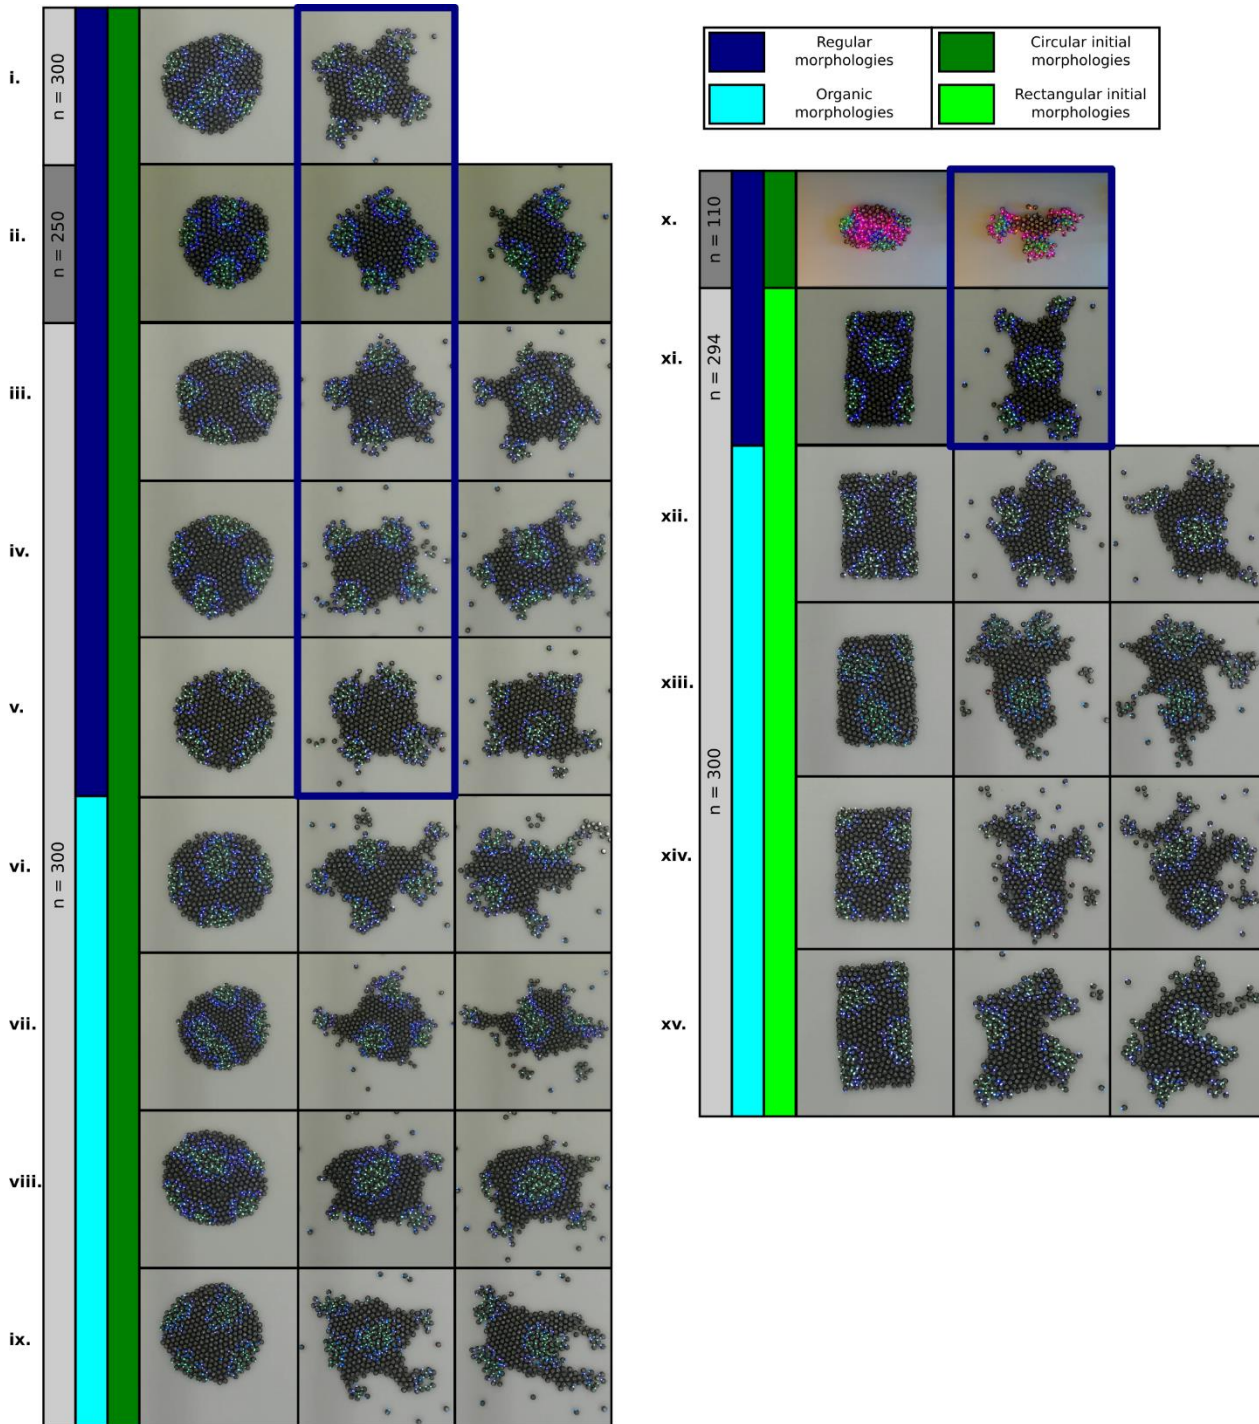 i.
n = 300
ii.
n = 250
iii.
iv.
v.
vi.
n = 300
vii.
viii.
ix.
Regular
morphologies
Circular initial
morphologies
Organic
morphologies
Rectangular initial
morphologies
x.
n = 110
xi.
n = 294
xii.
xiii.
n = 300
xiv.
xv.